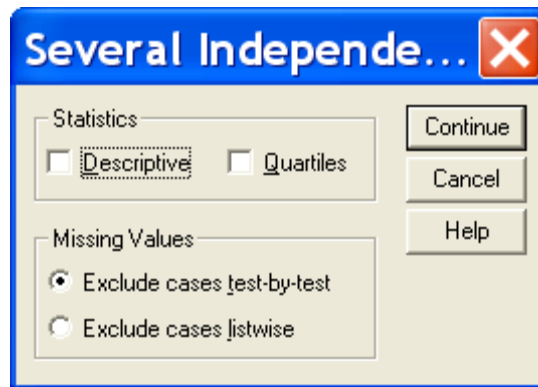 Several Independe...
Statistics
Descriptive Quartiles
Missing Values
Exclude cases test-by-test
Exclude cases listwise
Continue
Cancel
Help